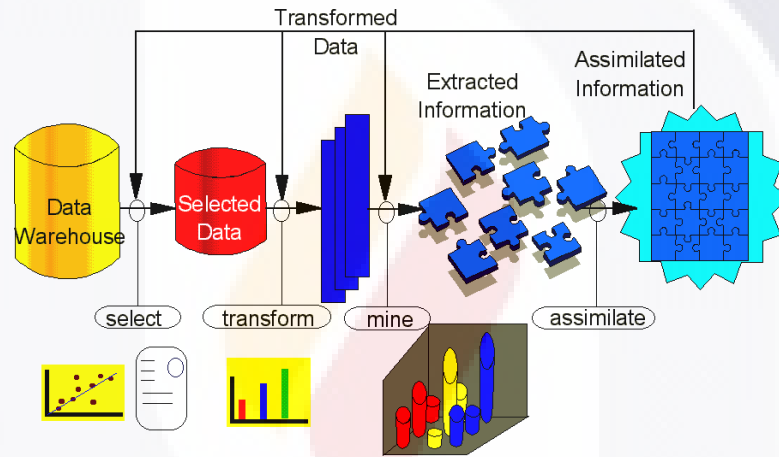 Transformed
Data
Extracted
Information
Assimilated
Information
Data
Warehouse
Selected
Data
select
transform
mine
assimilate